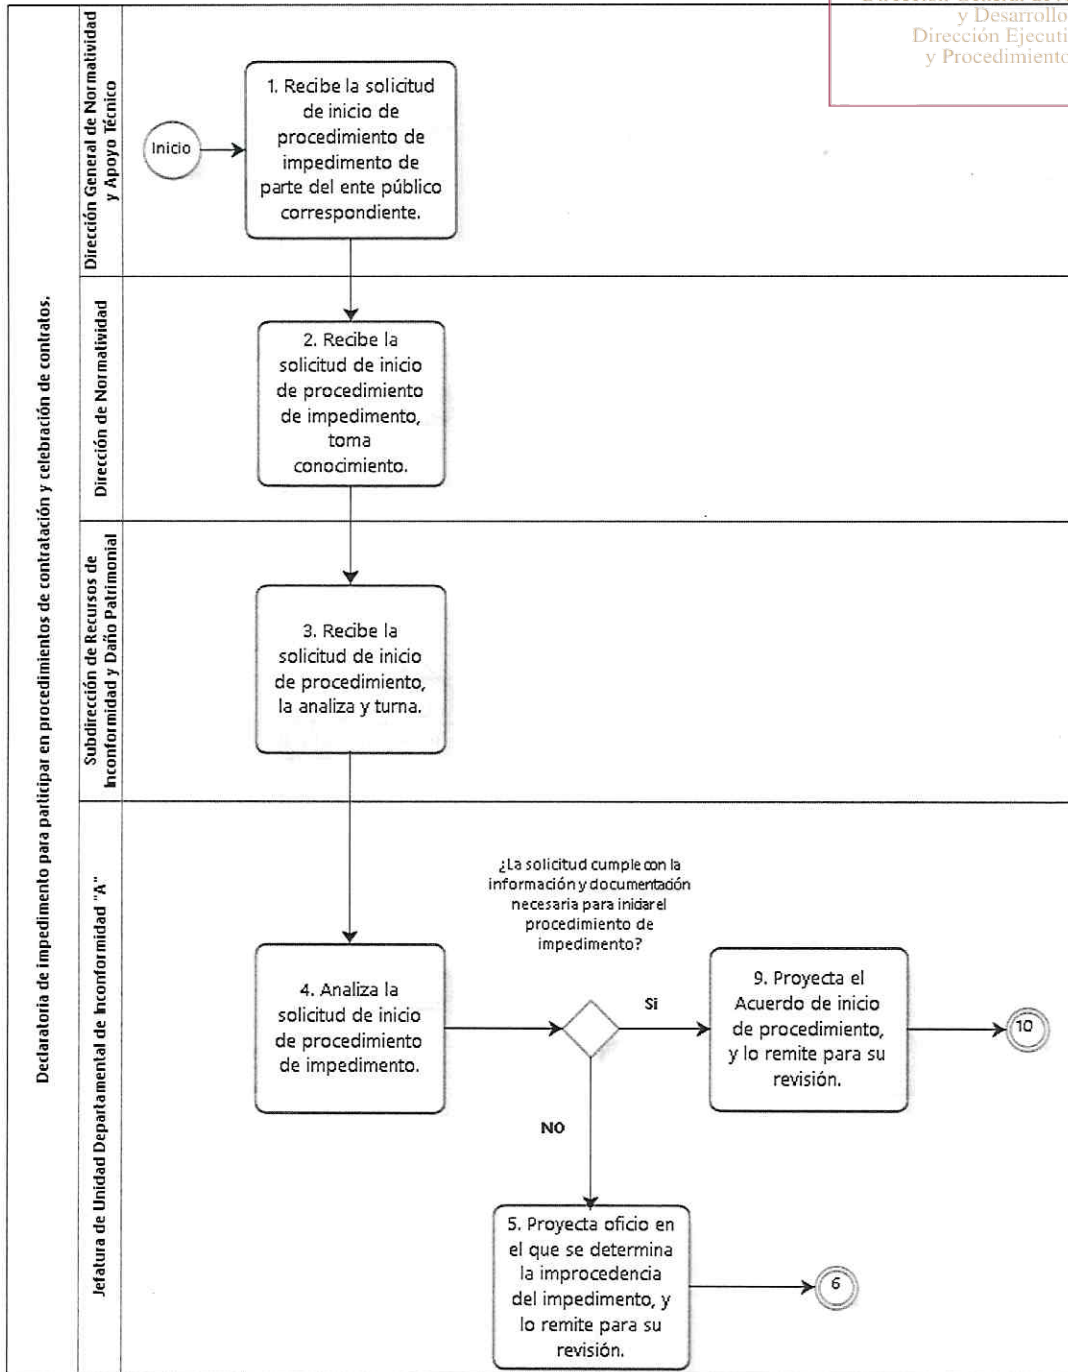 y Desarrollo
Dirección Ejecuti
y Procedimiento
Declaratoria de impedimento para participar en procedimientos de contratación y celebración de contratos.
Dirección General de Normatividad
y Apoyo Técnico
Inicio
1. Recibe la solicitud
de inicio de
procedimiento de
impedimento de
parte del ente público
correspondiente.
Dirección de Normatividad
2. Recibe la
solicitud de inicio
de procedimiento
de impedimento,
toma
conocimiento.
Subdirección de Recursos de
Inconformidad y Daño Patrimonial
3. Recibe la
solicitud de inicio
de procedimiento,
la analiza y turna.
Jefatura de Unidad Departamental de Inconformidad "A"
4. Analiza la
solicitud de inicio
de procedimiento
de impedimento.
¿La solicitud cumple con la
información y documentación
necesaria para iniciar el
procedimiento de
impedimento?
Si
9. Proyecta el
Acuerdo de inicio
de procedimiento,
y lo remite para su
revisión.
10
NO
5. Proyecta oficio en
el que se determina
la improcedencia
del impedimento, y
lo remite para su
revisión.
6